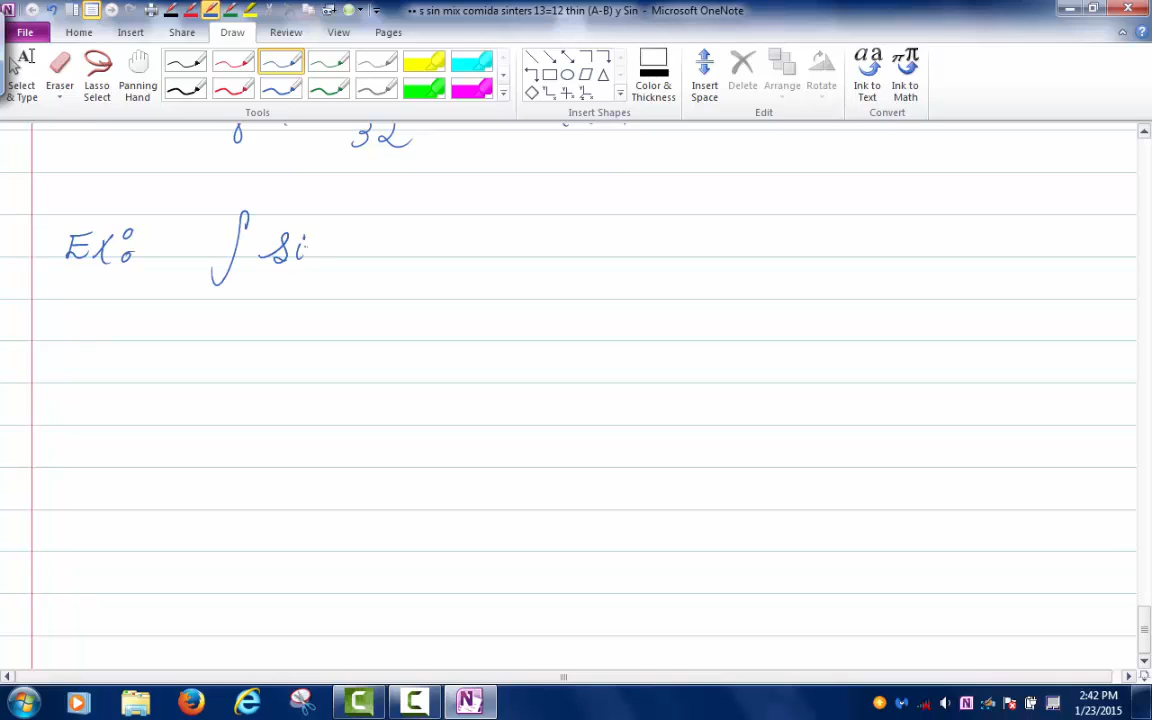 •• s sin mix comida sinters 13=12 thin (A-B) y Sin - Microsoft OneNote
File Home Insert Share Draw Review View Pages
Select & Type
Eraser
Lasso Select
Panning Hand
Color & Thickness
Insert Space
Delete
Arrange
Rotate
Ink to Text
Ink to Math
Tools Insert Shapes Edit Convert
32
Ex: ∫ si
2:42 PM
1/23/2015